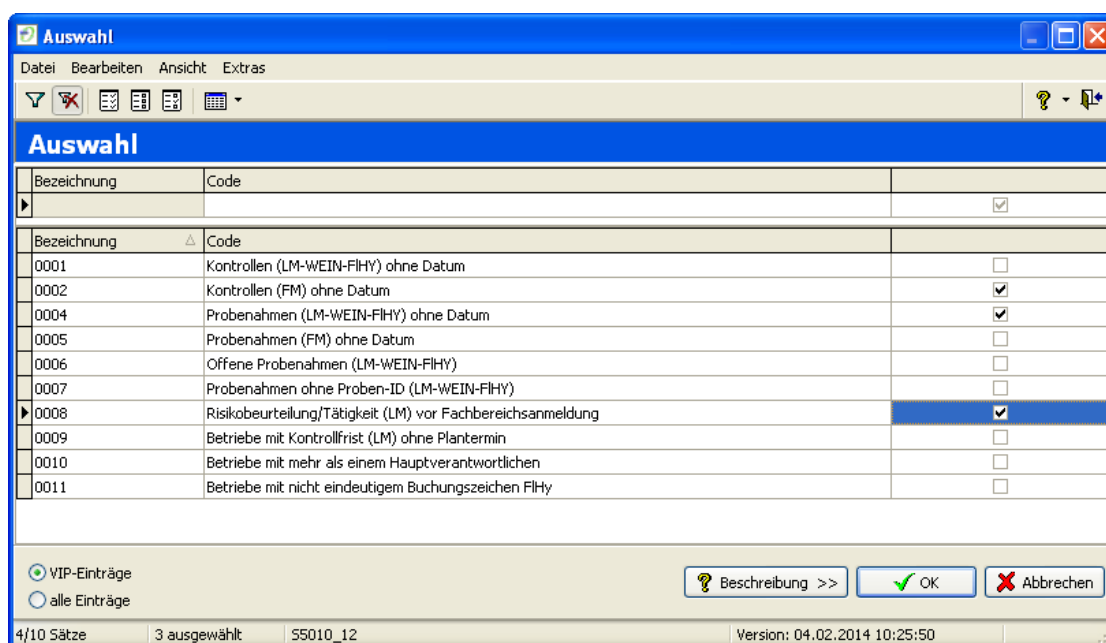 Auswahl
Datei Bearbeiten Ansicht Extras
Auswahl
Bezeichnung Code
Bezeichnung Code
0001 Kontrollen (LM-WEIN-FlHY) ohne Datum
0002 Kontrollen (FM) ohne Datum
0004 Probenahmen (LM-WEIN-FlHY) ohne Datum
0005 Probenahmen (FM) ohne Datum
0006 Offene Probenahmen (LM-WEIN-FlHY)
0007 Probenahmen ohne Proben-ID (LM-WEIN-FlHY)
0008 Risikobeurteilung/Tätigkeit (LM) vor Fachbereichsanmeldung
0009 Betriebe mit Kontrollfrist (LM) ohne Plantermin
0010 Betriebe mit mehr als einem Hauptverantwortlichen
0011 Betriebe mit nicht eindeutigem Buchungszeichen FlHy
VIP-Einträge
alle Einträge
Beschreibung >> OK Abbrechen
4/10 Sätze 3 ausgewählt S5010_12 Version: 04.02.2014 10:25:50